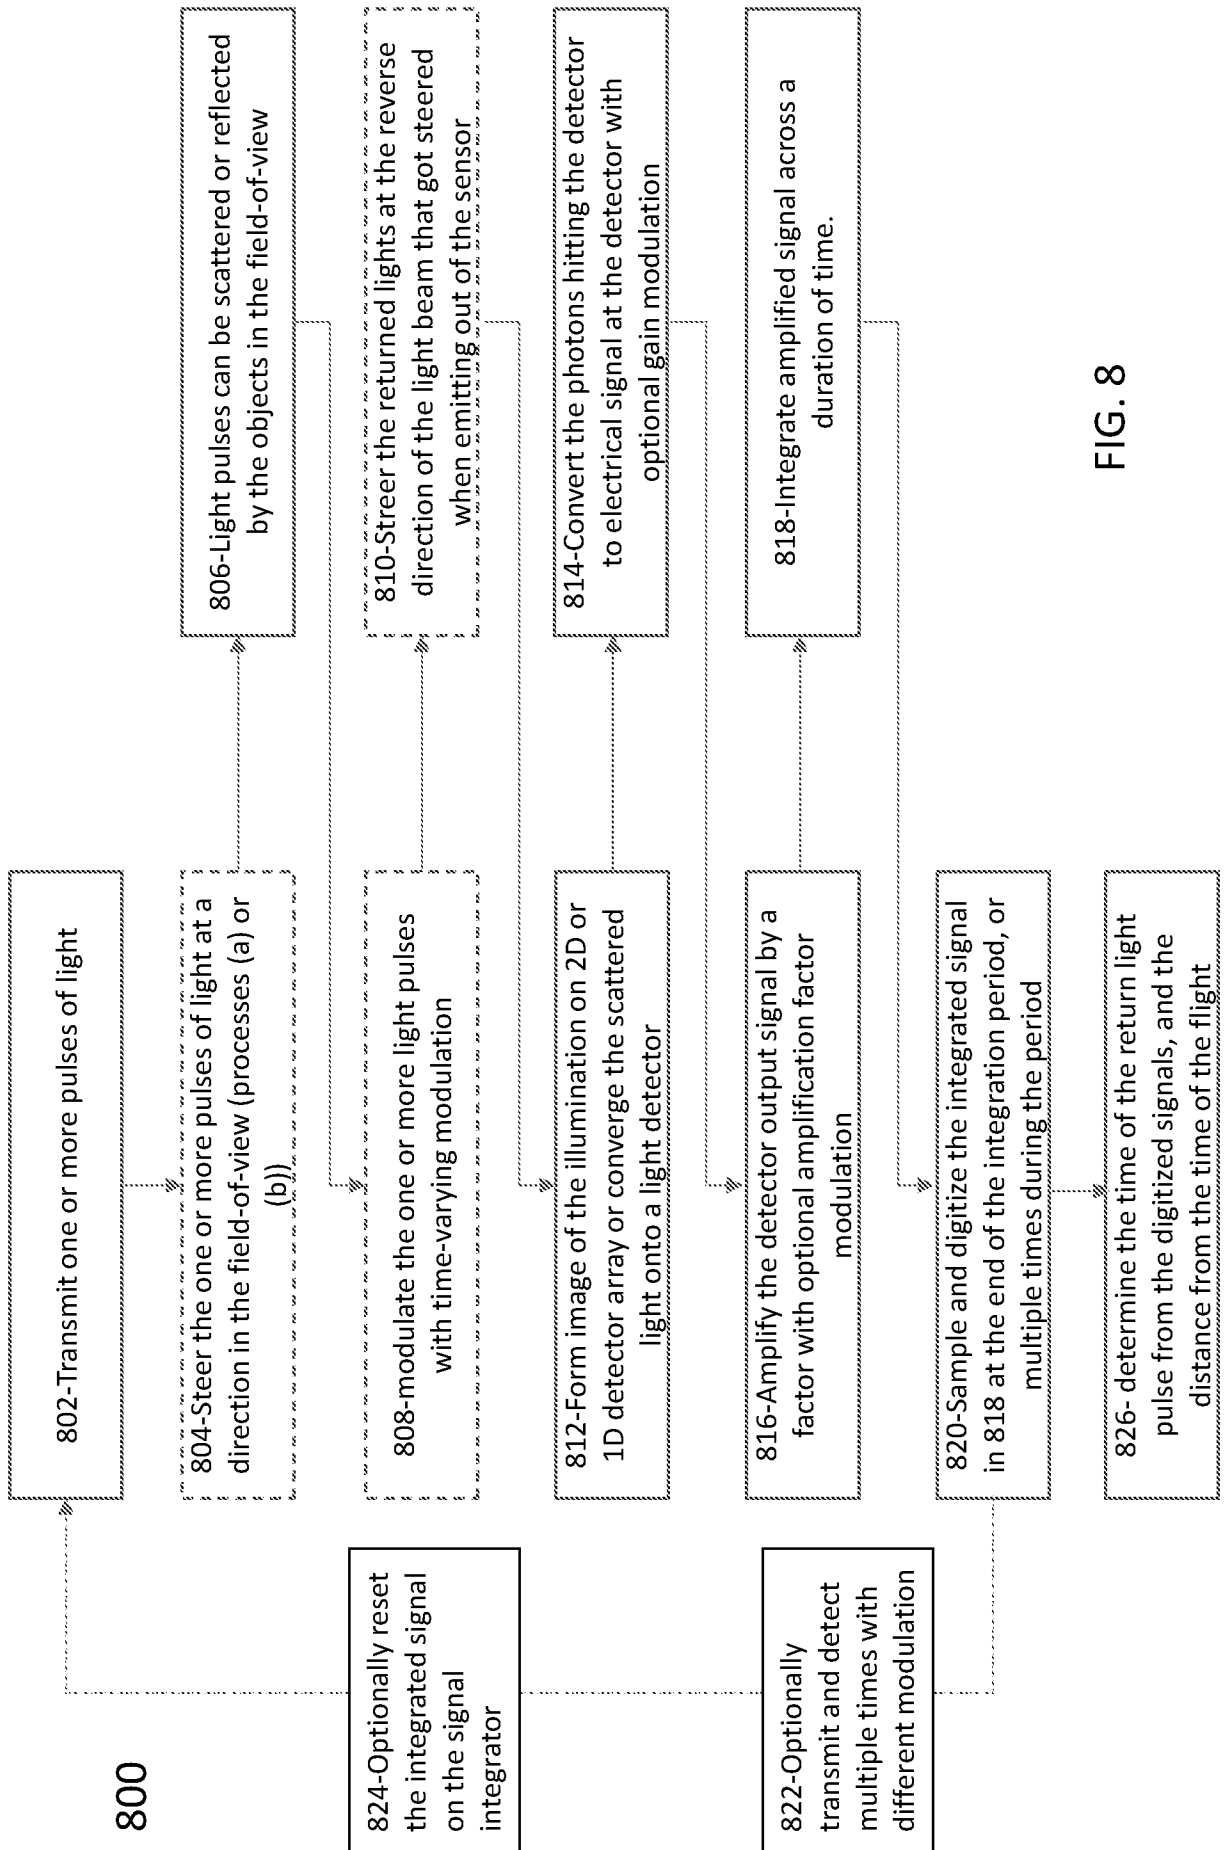 800
802-Transmit one or more pulses of light
804-Steer the one or more pulses of light at a
direction in the field-of-view (processes (a) or
(b))
806-Light pulses can be scattered or reflected
by the objects in the field-of-view
808-modulate the one or more light pulses
with time-varying modulation
810-Streer the returned lights at the reverse
direction of the light beam that got steered
when emitting out of the sensor
812-Form image of the illumination on 2D or
1D detector array or converge the scattered
light onto a light detector
814-Convert the photons hitting the detector
to electrical signal at the detector with
optional gain modulation
816-Amplify the detector output signal by a
factor with optional amplification factor
modulation
818-Integrate amplified signal across a
duration of time.
820-Sample and digitize the integrated signal
in 818 at the end of the integration period, or
multiple times during the period
822-Optionally
transmit and detect
multiple times with
different modulation
824-Optionally reset
the integrated signal
on the signal
integrator
826- determine the time of the return light
pulse from the digitized signals, and the
distance from the time of the flight
FIG. 8